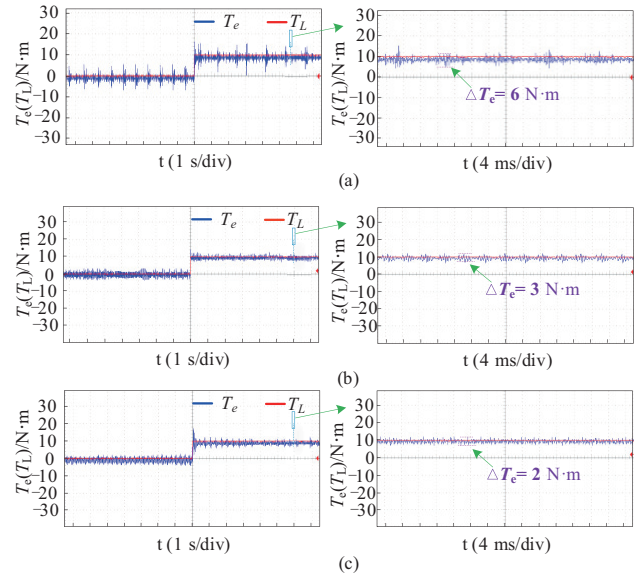 T_e T_L
T_e(T_L)/N·m
30
20
10
0
−10
−20
−30
t (1 s/div)
T_e(T_L)/N·m
30
20
10
0
−10
−20
−30
△T_e= 6 N·m
t (4 ms/div)
(a)
T_e T_L
T_e(T_L)/N·m
30
20
10
0
−10
−20
−30
t (1 s/div)
T_e(T_L)/N·m
30
20
10
0
−10
−20
−30
△T_e= 3 N·m
t (4 ms/div)
(b)
T_e T_L
T_e(T_L)/N·m
30
20
10
0
−10
−20
−30
t (1 s/div)
T_e(T_L)/N·m
30
20
10
0
−10
−20
−30
△T_e= 2 N·m
t (4 ms/div)
(c)